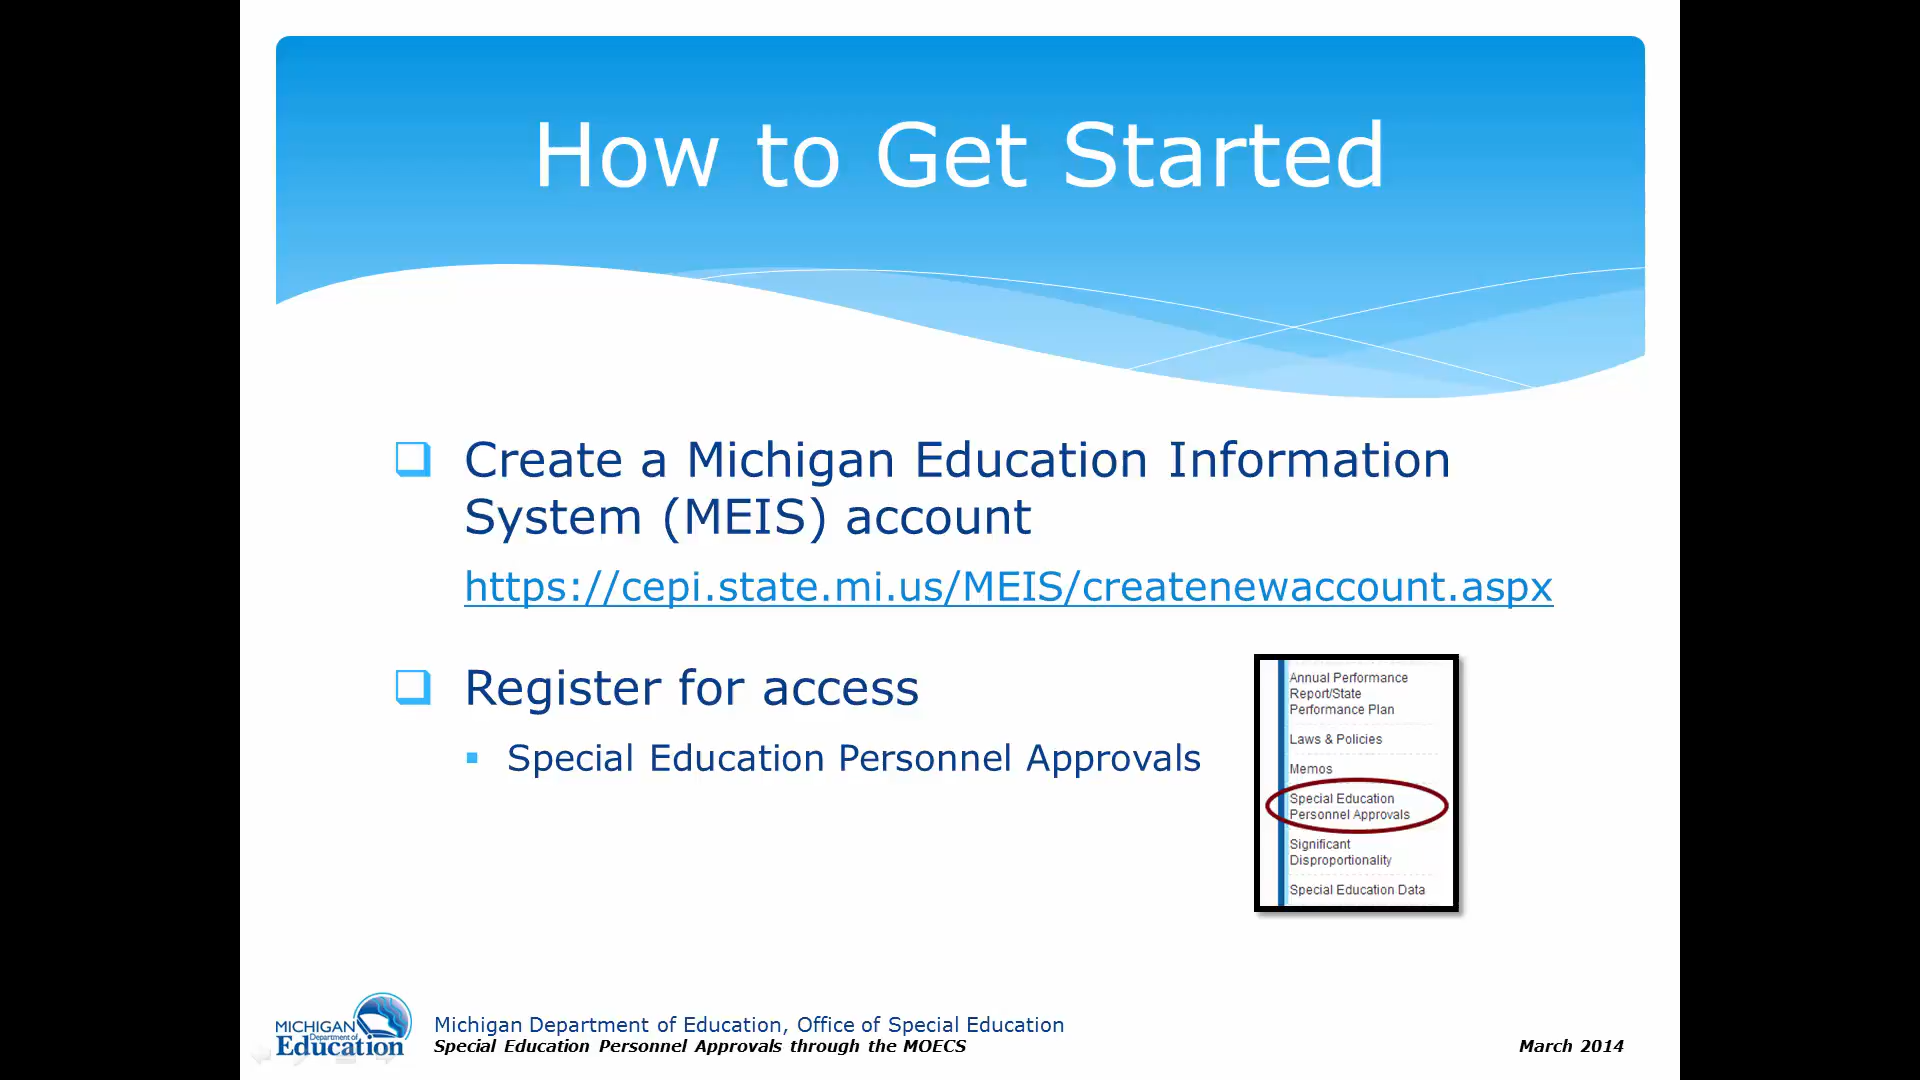 How to Get Started
Create a Michigan Education Information
System (MEIS) account
https://cepi.state.mi.us/MEIS/createnewaccount.aspx
Register for access
Special Education Personnel Approvals
Annual Performance
Report/State
Performance Plan
Laws & Policies
Memos
Special Education
Personnel Approvals
Significant
Disproportionality
Special Education Data
MICHIGAN
Department of
Education
Michigan Department of Education, Office of Special Education
Special Education Personnel Approvals through the MOECS
March 2014